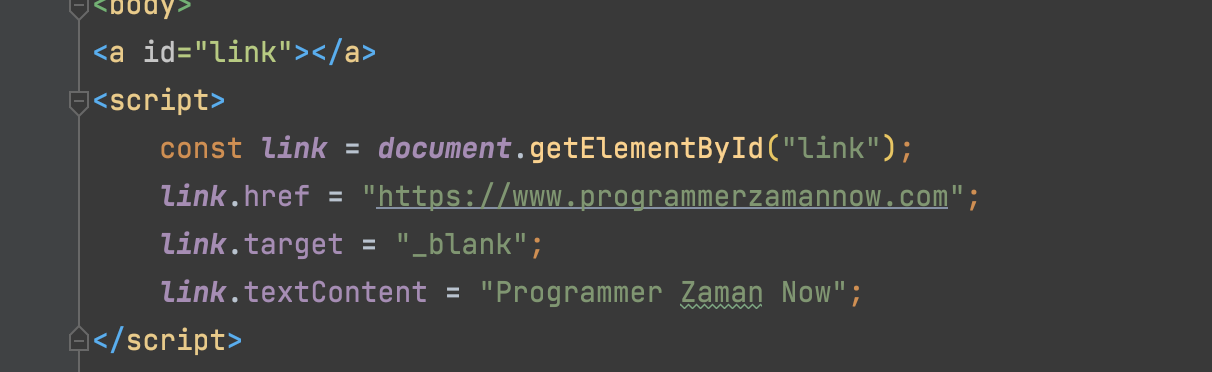 <body>
<a id="link"></a>
<script>
    const link = document.getElementById("link");
    link.href = "https://www.programmerzamannow.com";
    link.target = "_blank";
    link.textContent = "Programmer Zaman Now";
</script>